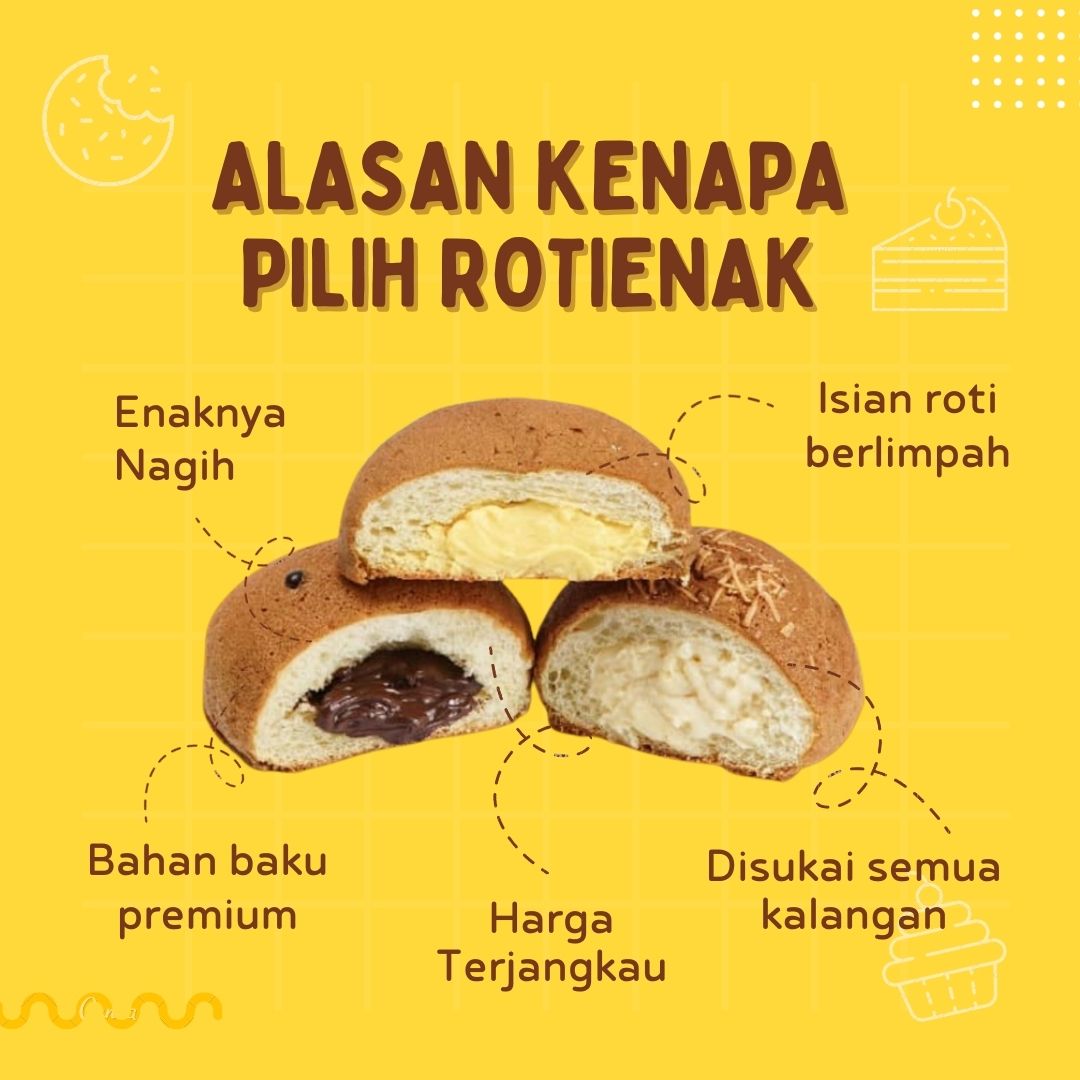 ALASAN KENAPA
PILIH ROTIENAK
Enaknya
Nagih
Isian roti
berlimpah
Bahan baku
premium
Harga
Terjangkau
Disukai semua
kalangan